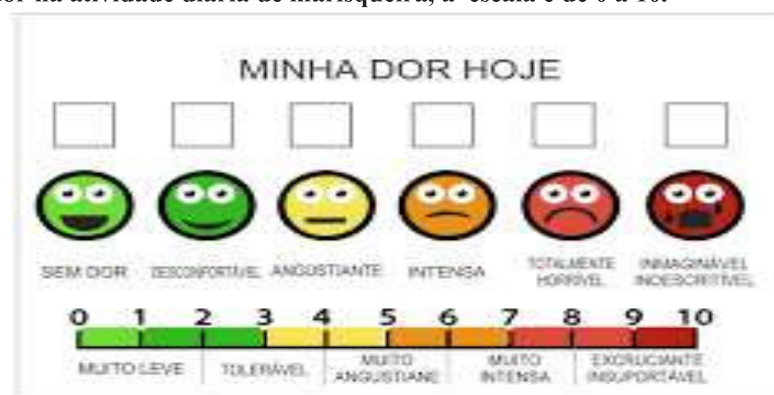 or na atividade diária de marisqueira, a escala é de 0 a 10.
MINHA DOR HOJE
SEM DOR DESCONFORTÁVEL ANGUSTIANTE INTENSA TOTALMENTE HORRÍVEL INIMAGINÁVEL INDESCRITÍVEL
0 1 2 3 4 5 6 7 8 9 10
MUITO LEVE TOLERÁVEL MUITO ANGUSTIANE MUITO INTENSA EXCRUCIANTE INSUPORTÁVEL